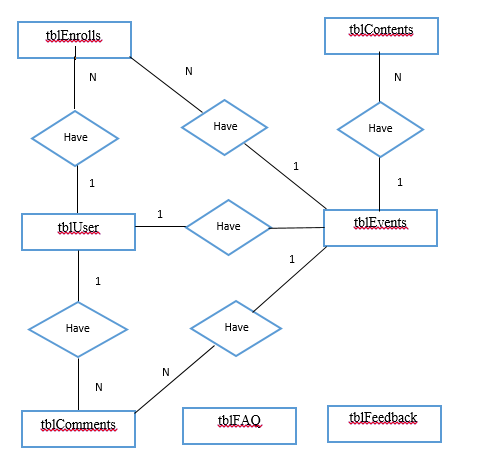 tblEnrolls
tblContents
N
N
N
Have
Have
Have
1
1
1
tblUser
1
Have
tblEvents
1
1
Have
Have
N
N
tblComments
tblFAQ
tblFeedback